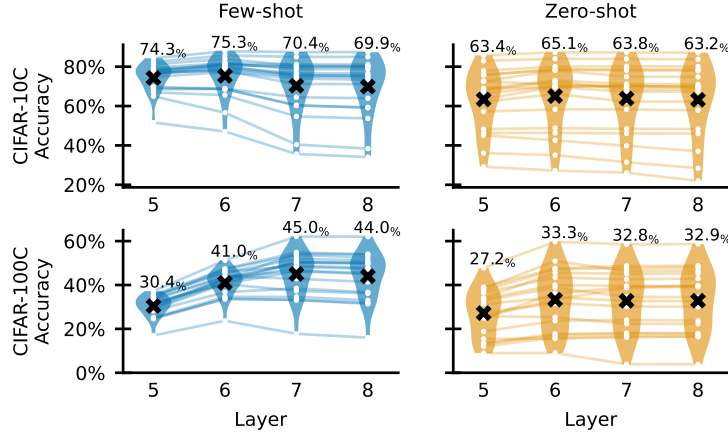 Few-shot
Zero-shot
CIFAR-10C
Accuracy
80%
60%
40%
20%
74.3%
75.3%
70.4%
69.9%
5 6 7 8
63.4%
65.1%
63.8%
63.2%
5 6 7 8
CIFAR-100C
Accuracy
60%
40%
20%
0%
30.4%
41.0%
45.0%
44.0%
5 6 7 8
Layer
27.2%
33.3%
32.8%
32.9%
5 6 7 8
Layer